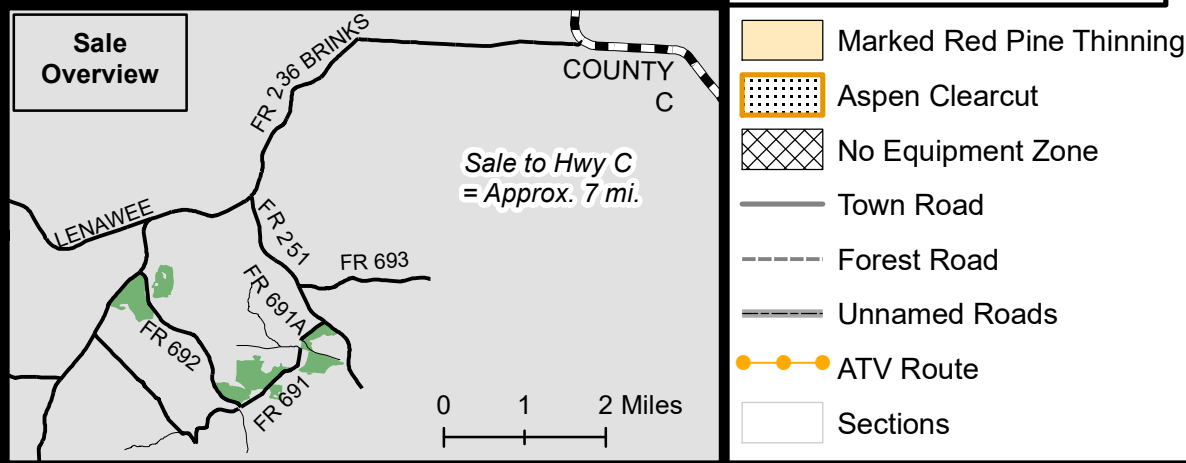 Sale
Overview
FR 236 BRINKS
COUNTY
C
Sale to Hwy C
= Approx. 7 mi.
LENAWEE
FR 251
FR 693
FR 691A
FR 692
FR 691
0 1 2 Miles
Marked Red Pine Thinning
Aspen Clearcut
No Equipment Zone
Town Road
Forest Road
Unnamed Roads
ATV Route
Sections